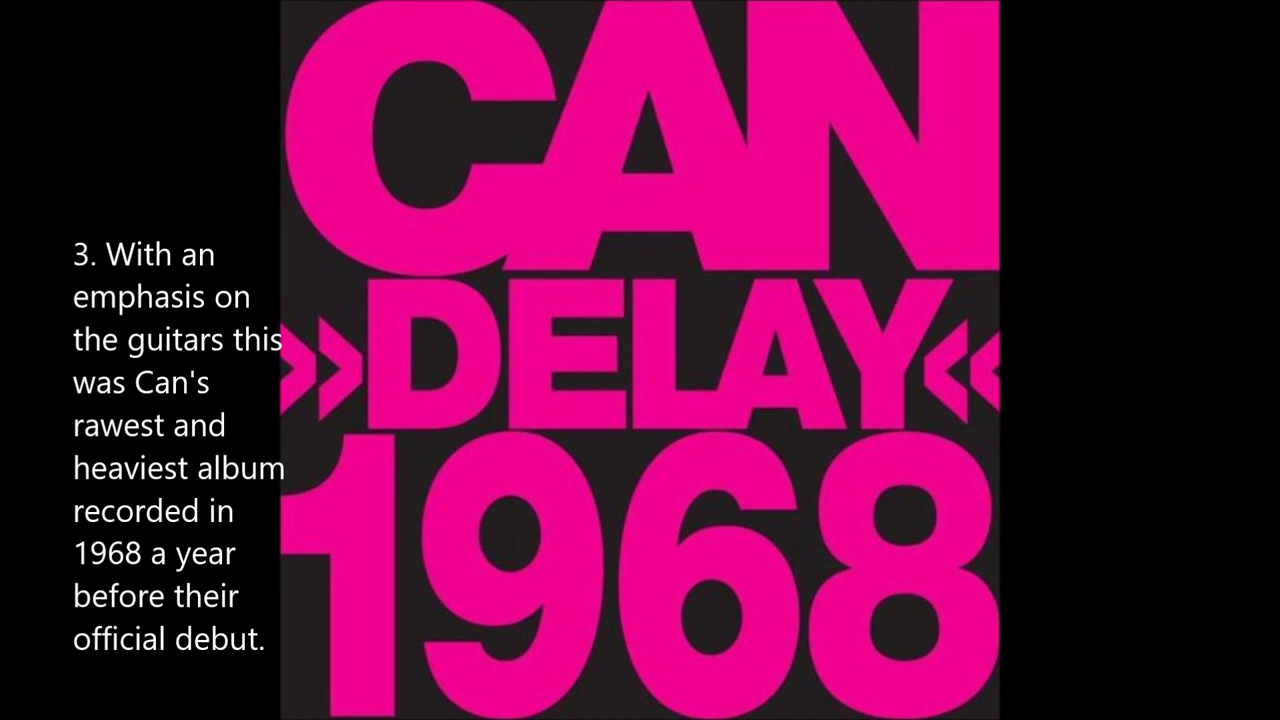 CAN
»DELAY«
1968
3. With an
emphasis on
the guitars this
was Can's
rawest and
heaviest album
recorded in
1968 a year
before their
official debut.